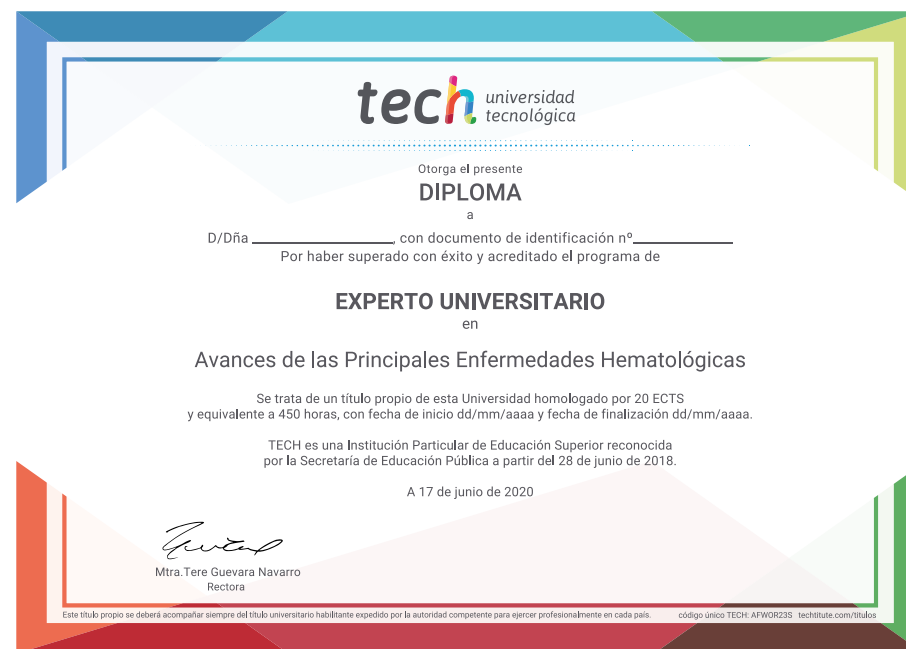 tech universidad
tecnológica
Otorga el presente
DIPLOMA
a
D/Dña ________________, con documento de identificación nº____________
Por haber superado con éxito y acreditado el programa de
EXPERTO UNIVERSITARIO
en
Avances de las Principales Enfermedades Hematológicas
Se trata de un título propio de esta Universidad homologado por 20 ECTS
y equivalente a 450 horas, con fecha de inicio dd/mm/aaaa y fecha de finalización dd/mm/aaaa.
TECH es una Institución Particular de Educación Superior reconocida
por la Secretaría de Educación Pública a partir del 28 de junio de 2018.
A 17 de junio de 2020
Mtra.Tere Guevara Navarro
Rectora
Este título propio se deberá acompañar siempre del título universitario habilitante expedido por la autoridad competente para ejercer profesionalmente en cada país. código único TECH: AFWOR23S techtitute.com/titulos